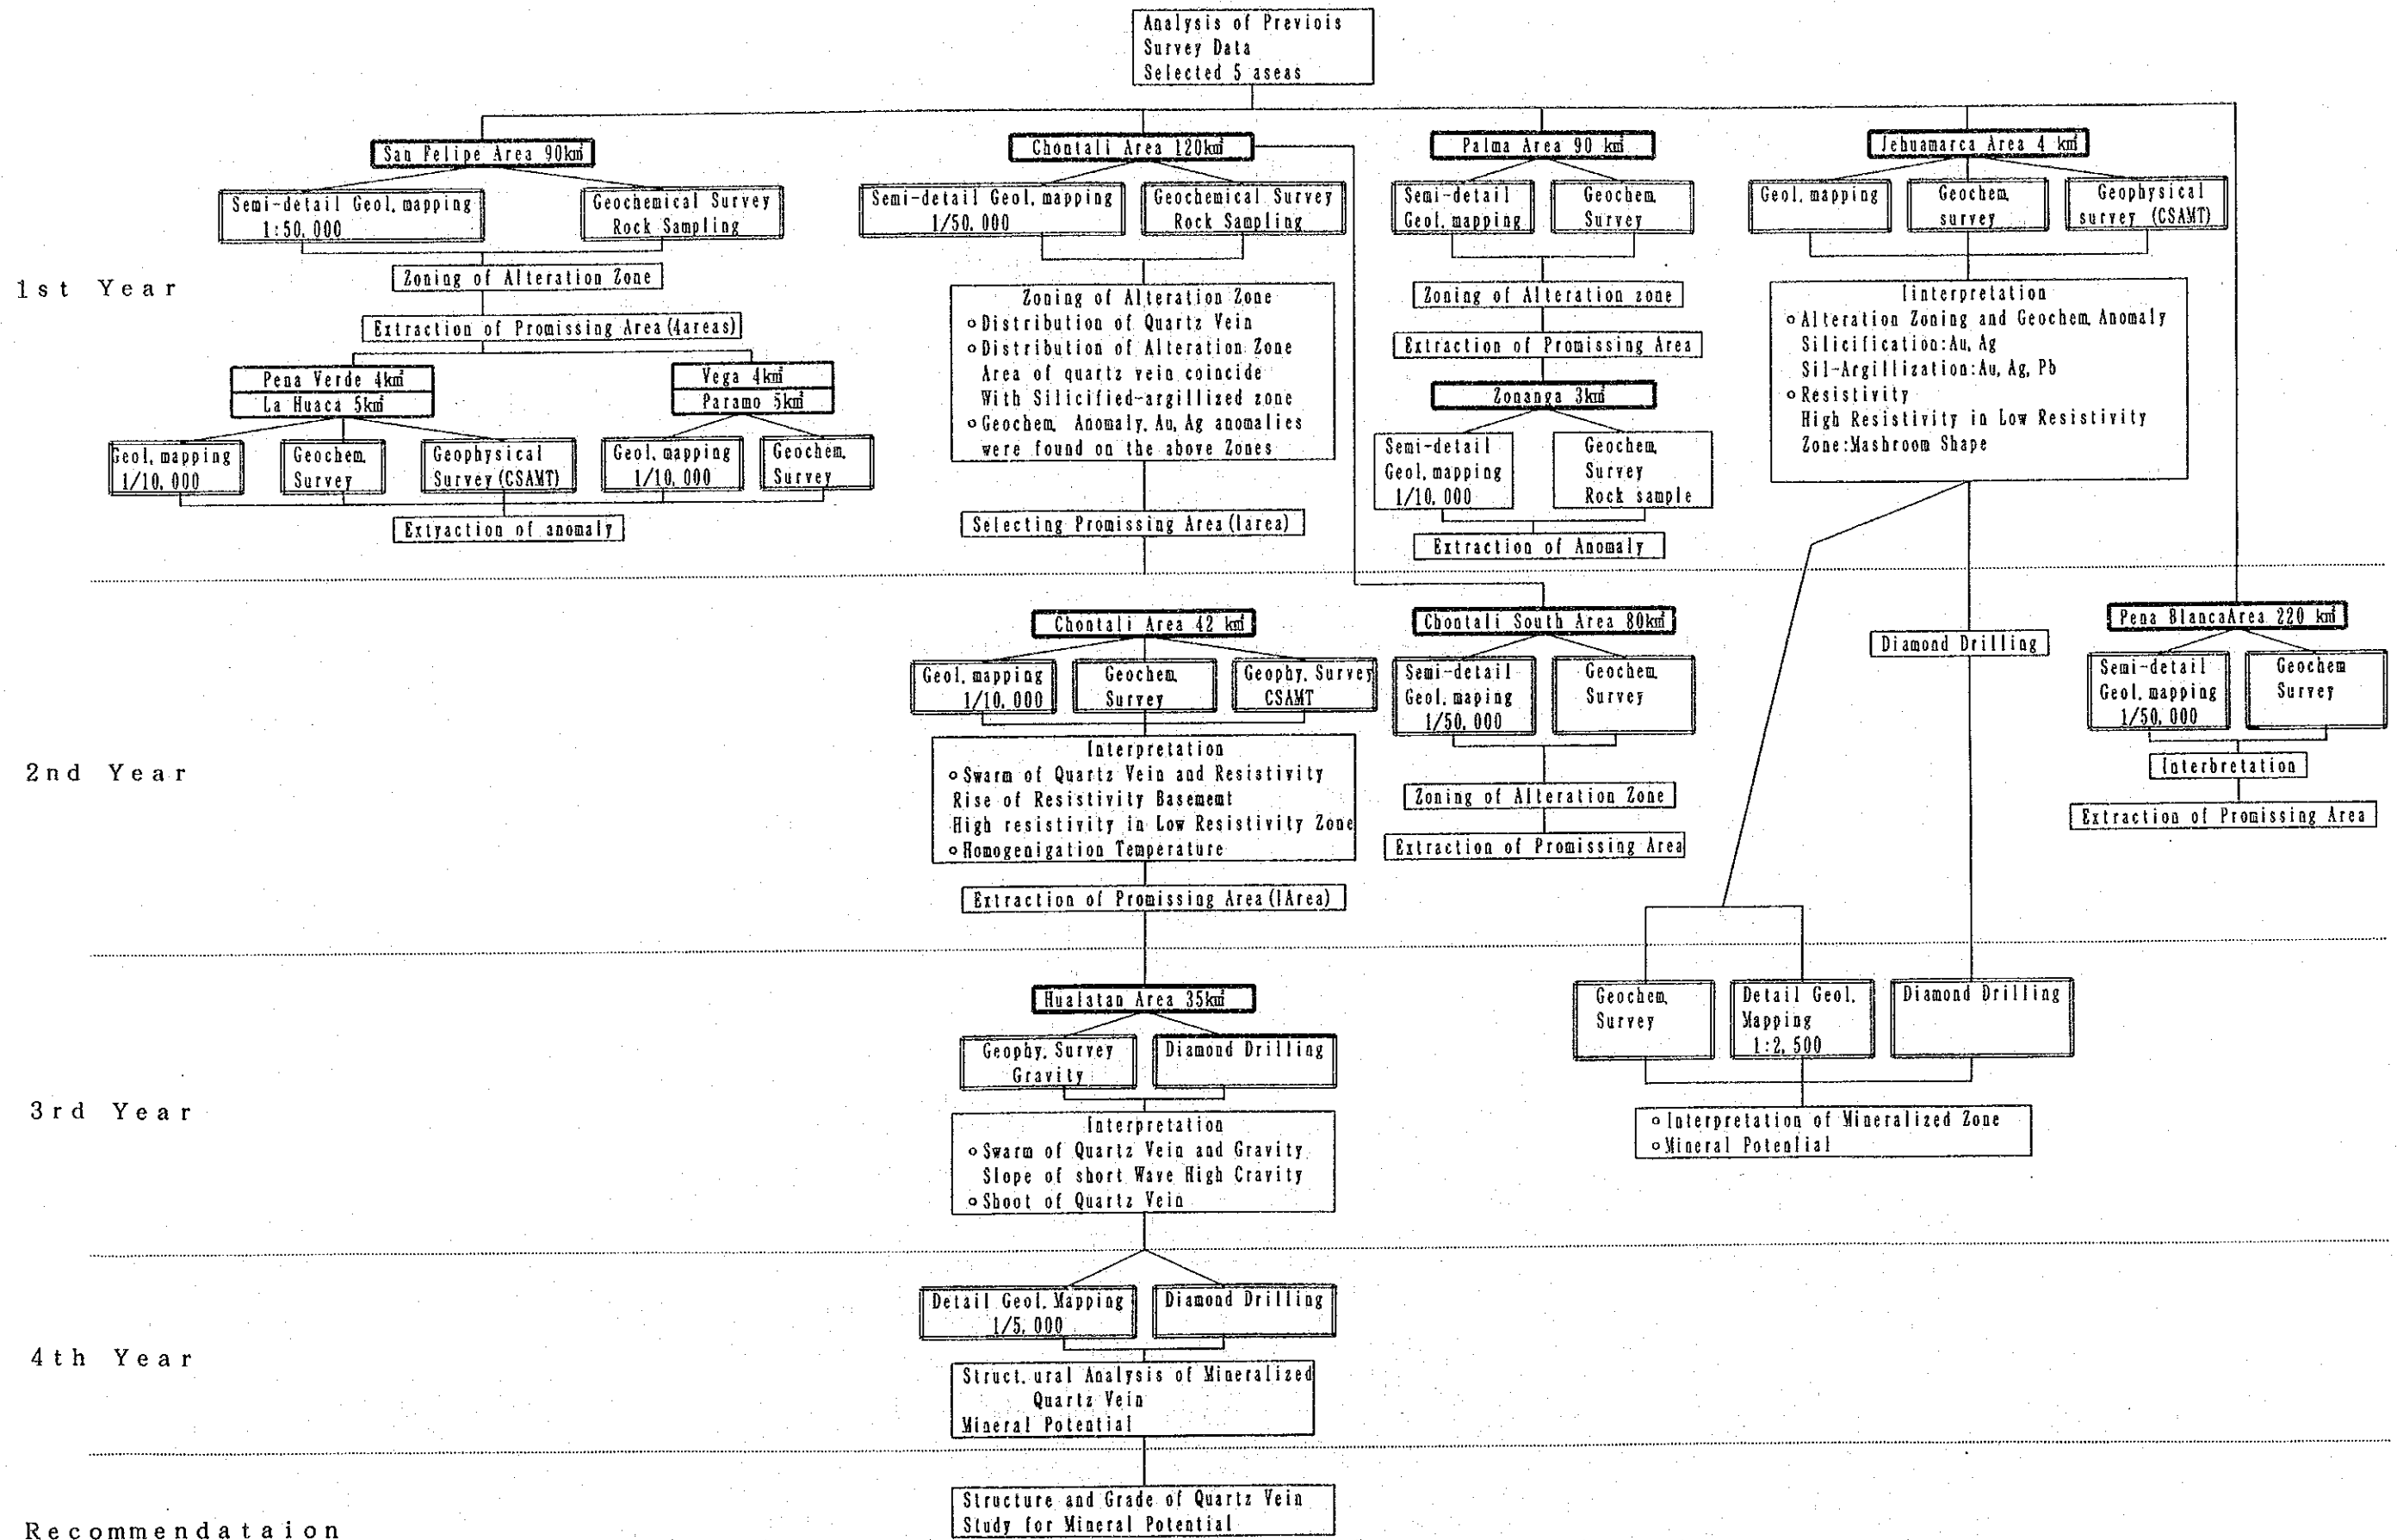 Analysis of Previois
Survey Data
Selected 5 aseas
1st Year
San Felipe Area 90k㎡
Semi-detail Geol. mapping
1:50,000
Geochemical Survey
Rock Sampling
Zoning of Alteration Zone
Extraction of Promissing Area(4areas)
Pena Verde 4k㎡
La Huaca 5k㎡
Vega 4k㎡
Paramo 5k㎡
Geol. mapping
1/10,000
Geochem.
Survey
Geophysical
Survey(CSAMT)
Geol. mapping
1/10,000
Geochem.
Survey
Extyaction of anomaly
Chontali Area 120k㎡
Semi-detail Geol. mapping
1/50,000
Geochemical Survey
Rock Sampling
Zoning of Alteration Zone
○Distribution of Quartz Vein
○Distribution of Alteration Zone
Area of quartz vein coincide
With Silicified-argillized zone
○Geochem. Anomaly. Au, Ag anomalies
were found on the above Zones
Selecting Promissing Area(1area)
Palma Area 90 k㎡
Semi-detail
Geol. mapping
Geochem.
Survey
Zoning of Alteration zone
Extraction of Promissing Area
Zonanga 3k㎡
Semi-detail
Geol. mapping
1/10,000
Geochem.
Survey
Rock sample
Extraction of Anomaly
Jehuamarca Area 4 k㎡
Geol. mapping
Geochem.
survey
Geophysical
survey (CSAMT)
Iinterpretation
○Alteration Zoning and Geochem. Anomaly
Silicification:Au, Ag
Sil-Argillization:Au, Ag, Pb
○Resistivity
High Resistivity in Low Resistivity
Zone:Mashroom Shape
2nd Year
Chontali Area 42 k㎡
Geol. mapping
1/10,000
Geochem.
Survey
Geophy. Survey
CSAMT
Interpretation
○Swarm of Quartz Vein and Resistivity
Rise of Resistivity Basement
High resistivity in Low Resistivity Zone
○Homogenigation Temperature
Extraction of Promissing Area(1Area)
Chontali South Area 80k㎡
Semi-detail
Geol. maping
1/50,000
Geochem.
Survey
Zoning of Alteration Zone
Extraction of Promissing Area
Diamond Drilling
Pena BlancaArea 220 k㎡
Semi-detail
Geol. mapping
1/50,000
Geochem
Survey
Interbretation
Extraction of Promissing Area
3rd Year
Hualatan Area 35k㎡
Geophy. Survey
Gravity
Diamond Drilling
Interpretation
○Swarm of Quartz Vein and Gravity
Slope of short Wave High Cravity
○Shoot of Quartz Vein
Geochem.
Survey
Detail Geol.
Mapping
1:2,500
Diamond Drilling
○Interpretation of Mineralized Zone
○Mineral Potential
4th Year
Detail Geol. Mapping
1/5,000
Diamond Drilling
Struct.ural Analysis of Mineralized
Quartz Vein
Mineral Potential
Recommendataion
Structure and Grade of Quartz Vein
Study for Mineral Potential